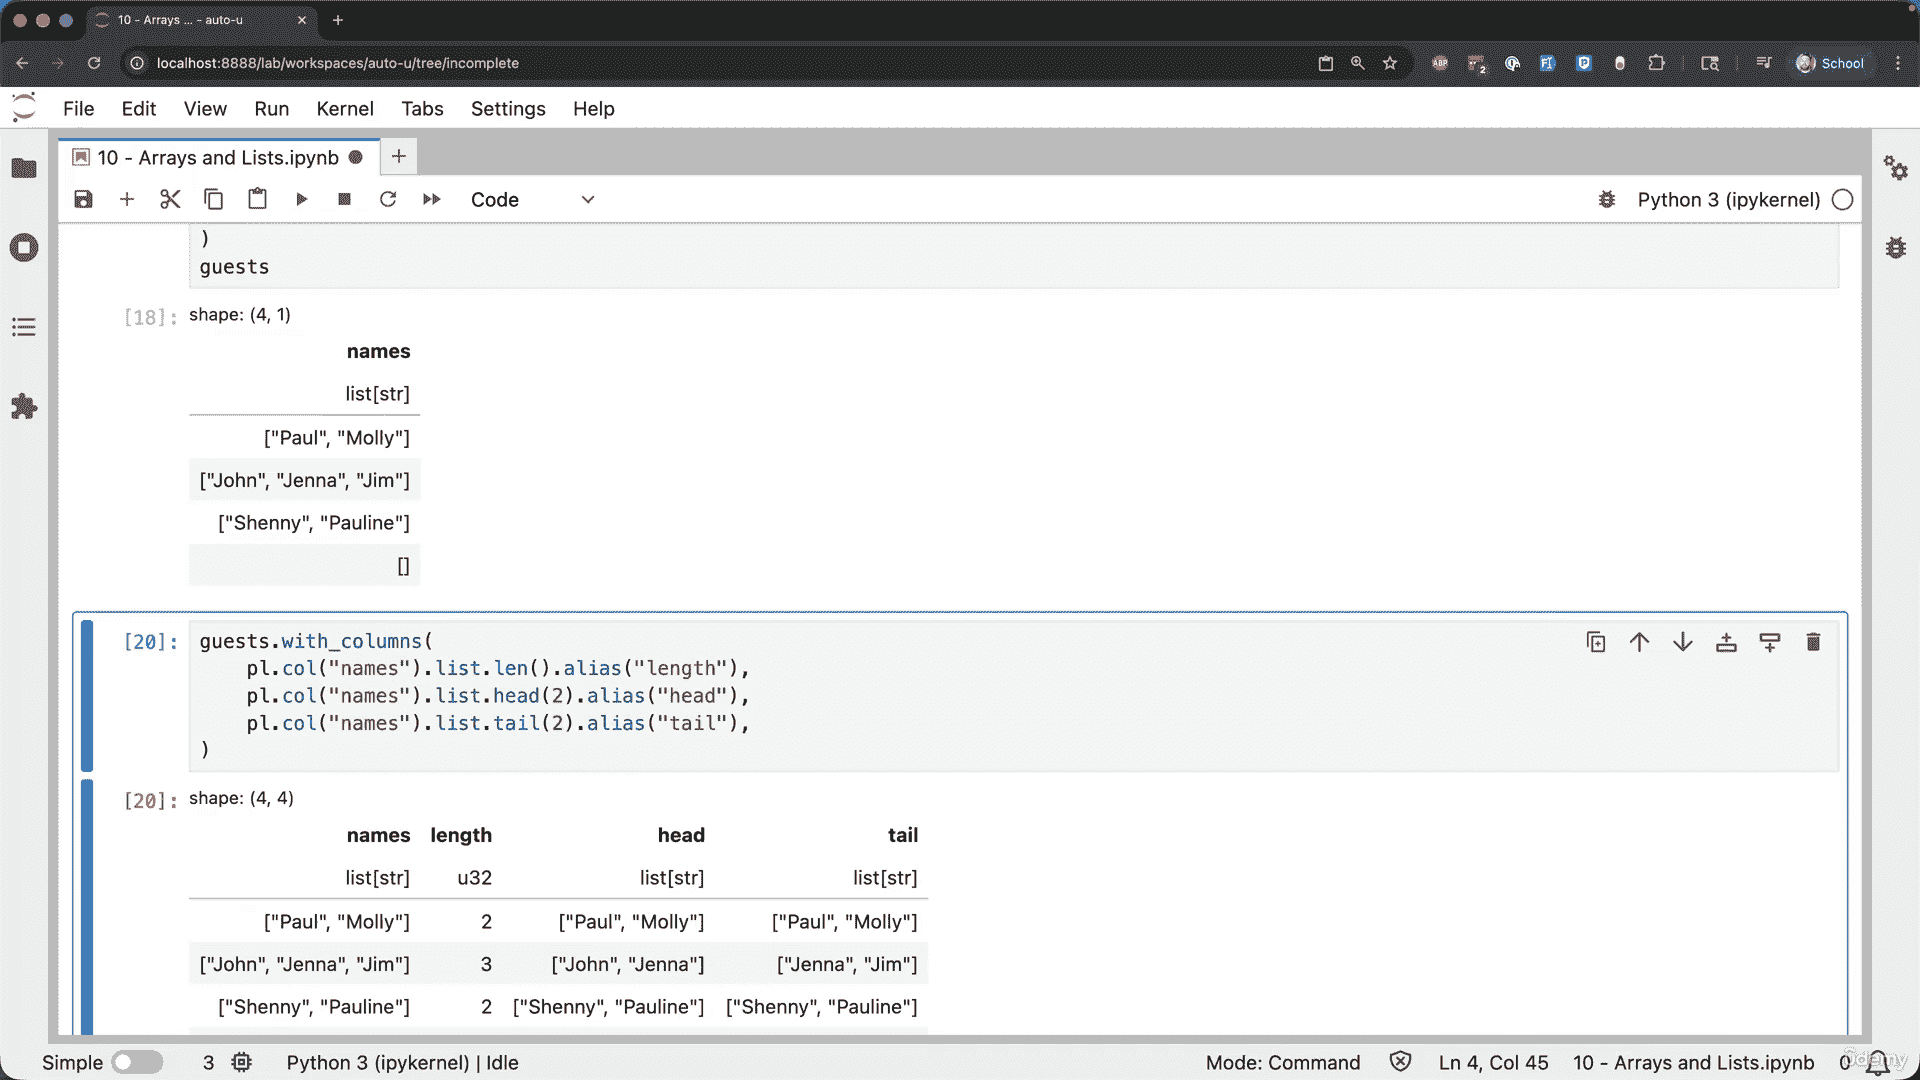 10 - Arrays ... - auto-u
localhost:8888/lab/workspaces/auto-u/tree/incomplete
ABP
2
School
File Edit View Run Kernel Tabs Settings Help
10 - Arrays and Lists.ipynb
Code
Python 3 (ipykernel)
)
guests
[18]: shape: (4, 1)
names
list[str]
["Paul", "Molly"]
["John", "Jenna", "Jim"]
["Shenny", "Pauline"]
[]
[20]: guests.with_columns(
pl.col("names").list.len().alias("length"),
pl.col("names").list.head(2).alias("head"),
pl.col("names").list.tail(2).alias("tail"),
)
[20]: shape: (4, 4)
names length head tail
list[str] u32 list[str] list[str]
["Paul", "Molly"] 2 ["Paul", "Molly"] ["Paul", "Molly"]
["John", "Jenna", "Jim"] 3 ["John", "Jenna"] ["Jenna", "Jim"]
["Shenny", "Pauline"] 2 ["Shenny", "Pauline"] ["Shenny", "Pauline"]
Simple 3 Python 3 (ipykernel) | Idle Mode: Command Ln 4, Col 45 10 - Arrays and Lists.ipynb 0
udemy